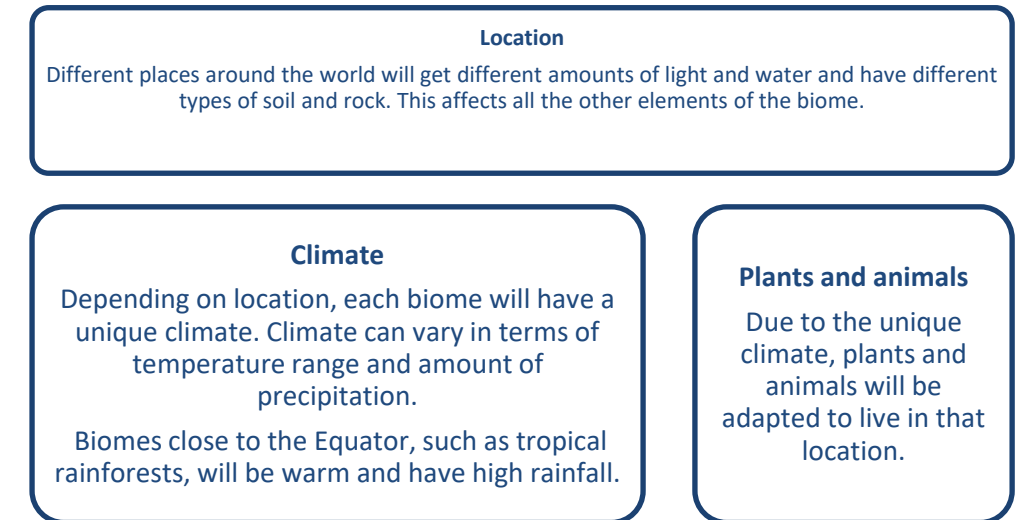 Location
Different places around the world will get different amounts of light and water and have different
types of soil and rock. This affects all the other elements of the biome.
Climate
Depending on location, each biome will have a
unique climate. Climate can vary in terms of
temperature range and amount of
precipitation.
Biomes close to the Equator, such as tropical
rainforests, will be warm and have high rainfall.
Plants and animals
Due to the unique
climate, plants and
animals will be
adapted to live in that
location.